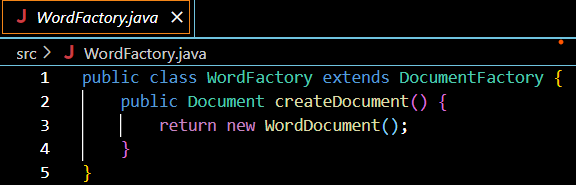 J WordFactory.java ×
src > J WordFactory.java
1 public class WordFactory extends DocumentFactory {
2     public Document createDocument() {
3         return new WordDocument();
4     }
5 }